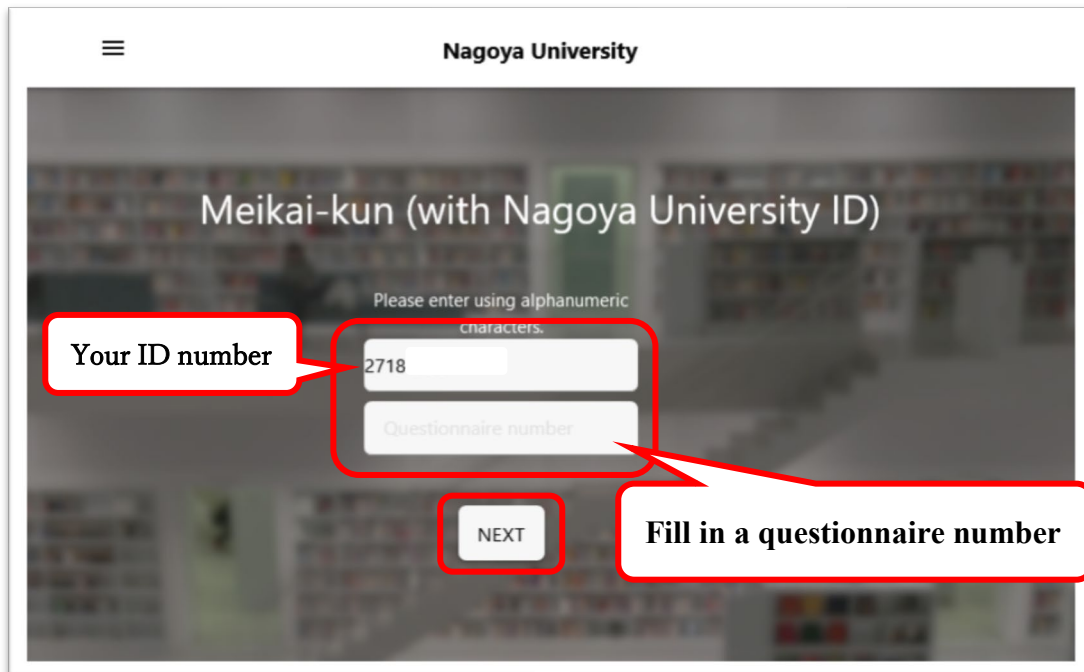 Nagoya University
Meikai-kun (with Nagoya University ID)
Please enter using alphanumeric
characters.
Your ID number
2718
Questionnaire number
Fill in a questionnaire number
NEXT